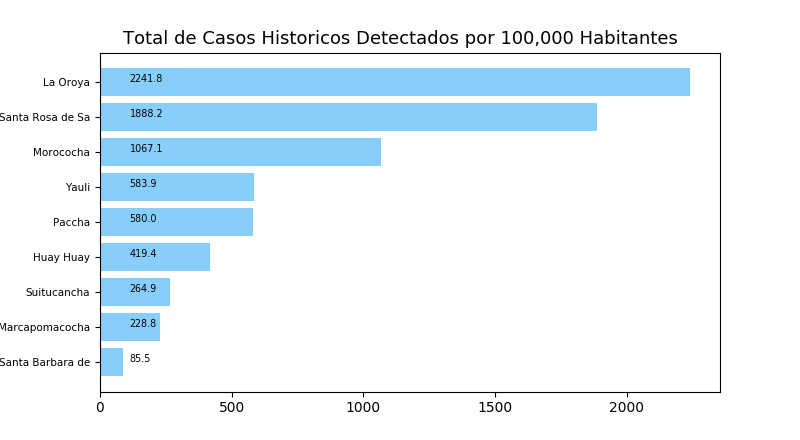 Total de Casos Historicos Detectados por 100,000 Habitantes
La Oroya 2241.8
Santa Rosa de Sa 1888.2
Morococha 1067.1
Yauli 583.9
Paccha 580.0
Huay Huay 419.4
Suitucancha 264.9
Marcapomacocha 228.8
Santa Barbara de 85.5
0 500 1000 1500 2000